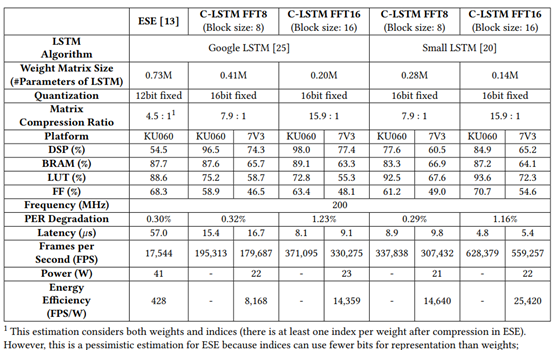 ESE [13] C-LSTM FFT8 C-LSTM FFT16 C-LSTM FFT8 C-LSTM FFT16
(Block size: 8) (Block size: 16) (Block size: 8) (Block size: 16)
LSTM
Algorithm Google LSTM [25] Small LSTM [20]
Weight Matrix Size
(#Parameters of LSTM) 0.73M 0.41M 0.20M 0.28M 0.14M
Quantization 12bit fixed 16bit fixed 16bit fixed 16bit fixed 16bit fixed
Matrix
Compression Ratio 4.5 : 1¹ 7.9 : 1 15.9 : 1 7.9 : 1 15.9 : 1
Platform KU060 KU060 7V3 KU060 7V3 KU060 7V3 KU060 7V3
DSP (%) 54.5 96.5 74.3 98.0 77.4 77.6 60.5 84.9 65.2
BRAM (%) 87.7 87.6 65.7 89.1 63.3 83.3 66.9 87.2 64.1
LUT (%) 88.6 75.2 58.7 72.8 55.3 92.5 67.6 93.6 72.3
FF (%) 68.3 58.9 46.5 63.4 48.1 61.2 49.0 70.7 54.6
Frequency (MHz) 200
PER Degradation 0.30% 0.32% 1.23% 0.29% 1.16%
Latency (μs) 57.0 15.4 16.7 8.1 9.1 8.9 9.8 4.8 5.4
Frames per
Second (FPS) 17,544 195,313 179,687 371,095 330,275 337,838 307,432 628,379 559,257
Power (W) 41 - 22 - 23 - 21 - 22
Energy
Efficiency
(FPS/W) 428 - 8,168 - 14,359 - 14,640 - 25,420
¹ This estimation considers both weights and indices (there is at least one index per weight after compression in ESE).
However, this is a pessimistic estimation for ESE because indices can use fewer bits for representation than weights;